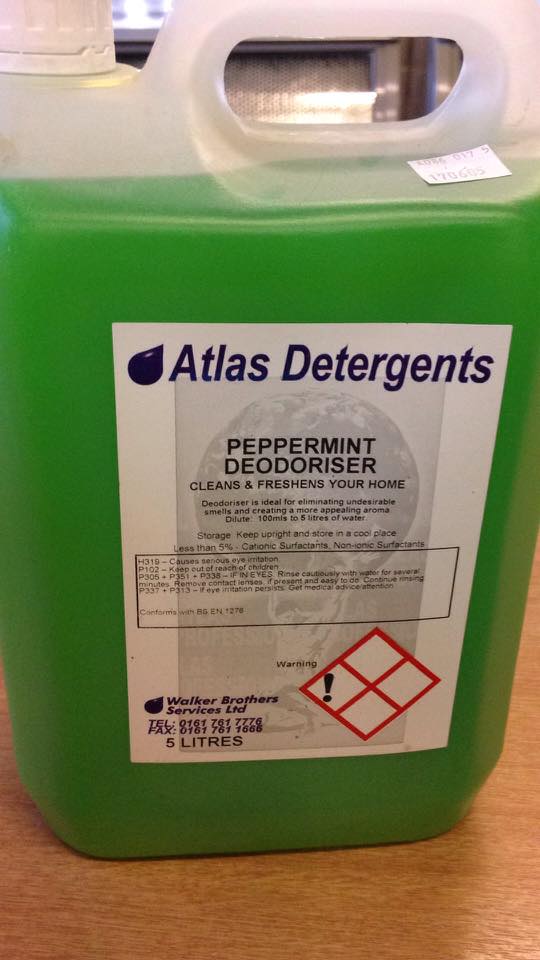 170605
Atlas Detergents
PEPPERMINT
DEODORISER
CLEANS & FRESHENS YOUR HOME
Deodoriser is ideal for eliminating undesirable
smells and creating a more appealing aroma
Dilute: 100mls to 5 litres of water.
Storage: Keep upright and store in a cool place
Less than 5% - Cationic Surfactants, Non-ionic Surfactants
H319 – Causes serious eye irritation
P102 – Keep out of reach of children
P305 + P351 + P338 – IF IN EYES: Rinse cautiously with water for several
minutes. Remove contact lenses, if present and easy to do. Continue rinsing
P337 + P313 – If eye irritation persists: Get medical advice/attention.
Conforms with BS EN 1276
Warning
!
Walker Brothers
Services Ltd
TEL: 0161 761 7776
FAX: 0161 761 1666
5 LITRES